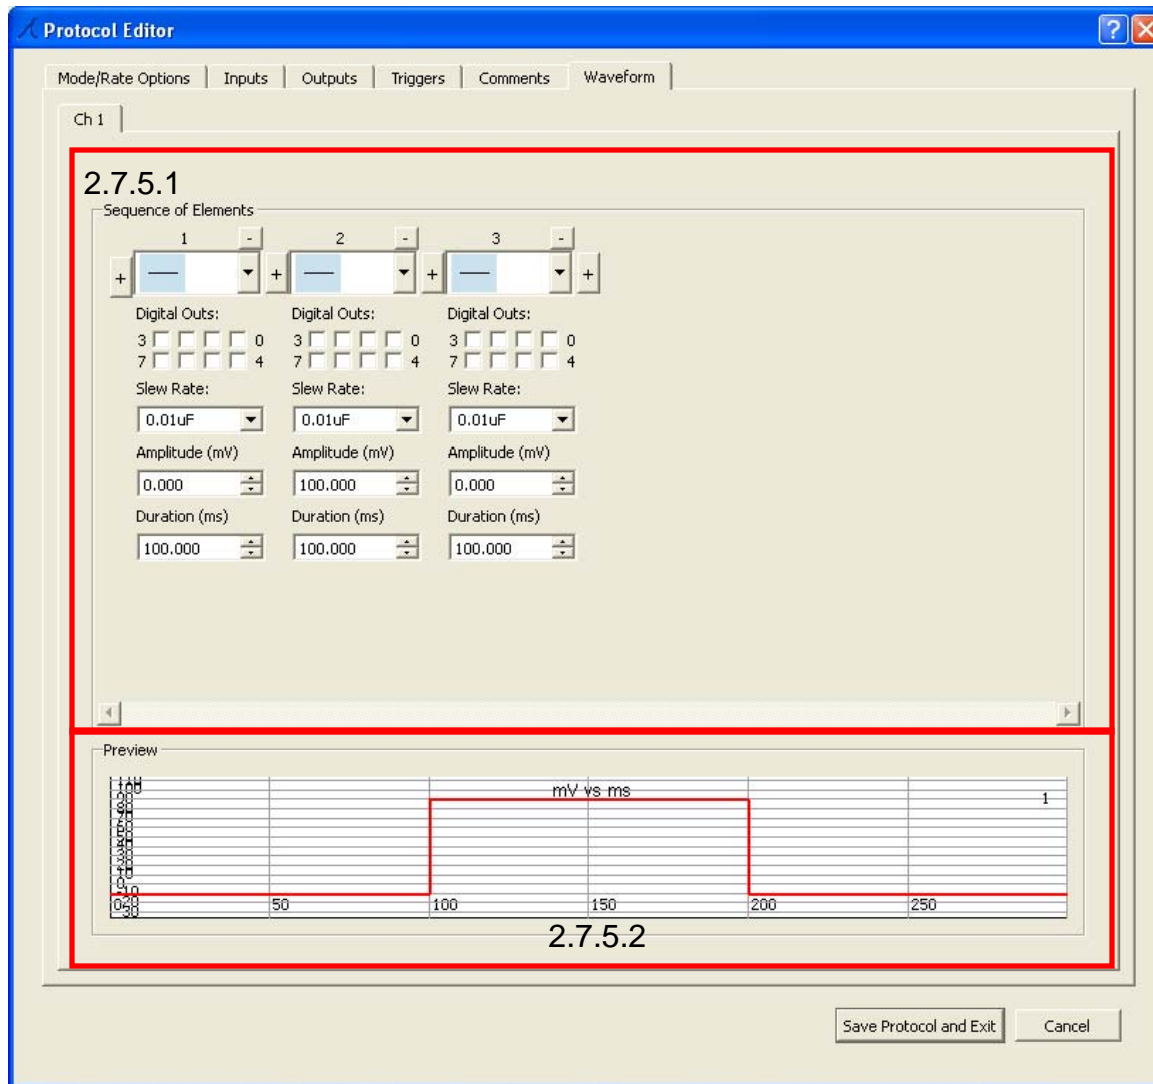 Protocol Editor
Mode/Rate Options Inputs Outputs Triggers Comments Waveform
Ch 1
2.7.5.1
Sequence of Elements
1 - 2 - 3 -
+ + + +
Digital Outs: Digital Outs: Digital Outs:
3 0 3 0 3 0
7 4 7 4 7 4
Slew Rate: Slew Rate: Slew Rate:
0.01uF 0.01uF 0.01uF
Amplitude (mV) Amplitude (mV) Amplitude (mV)
0.000 100.000 0.000
Duration (ms) Duration (ms) Duration (ms)
100.000 100.000 100.000
Preview
mV vs ms
1
50 100 150 200 250
2.7.5.2
Save Protocol and Exit Cancel